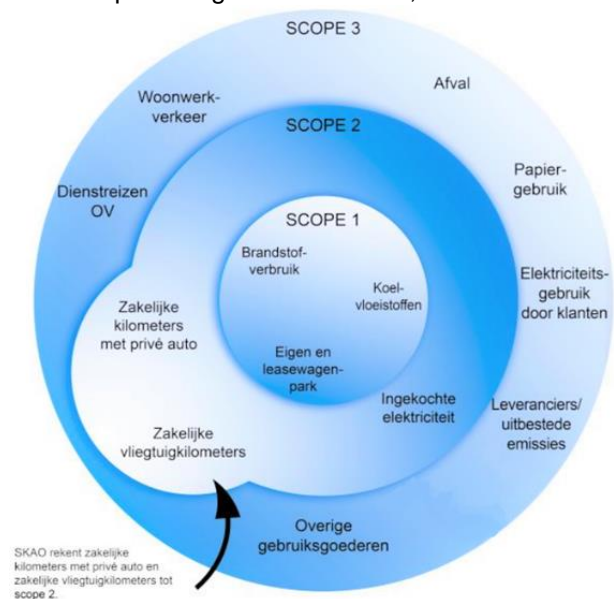 SCOPE 3
Afval
Woonwerk-
verkeer
SCOPE 2
Papier-
gebruik
Dienstreizen
OV
SCOPE 1
Brandstof-
verbruik
Koel-
vloeistoffen
Elektriciteits-
gebruik
door klanten
Zakelijke
kilometers
met privé auto
Eigen en
leasewagen-
park
Ingekochte
elektriciteit
Leveranciers/
uitbestede
emissies
Zakelijke
vliegtuigkilometers
Overige
gebruiksgoederen
SKAO rekent zakelijke
kilometers met privé auto en
zakelijke vliegtuigkilometers tot
scope 2.